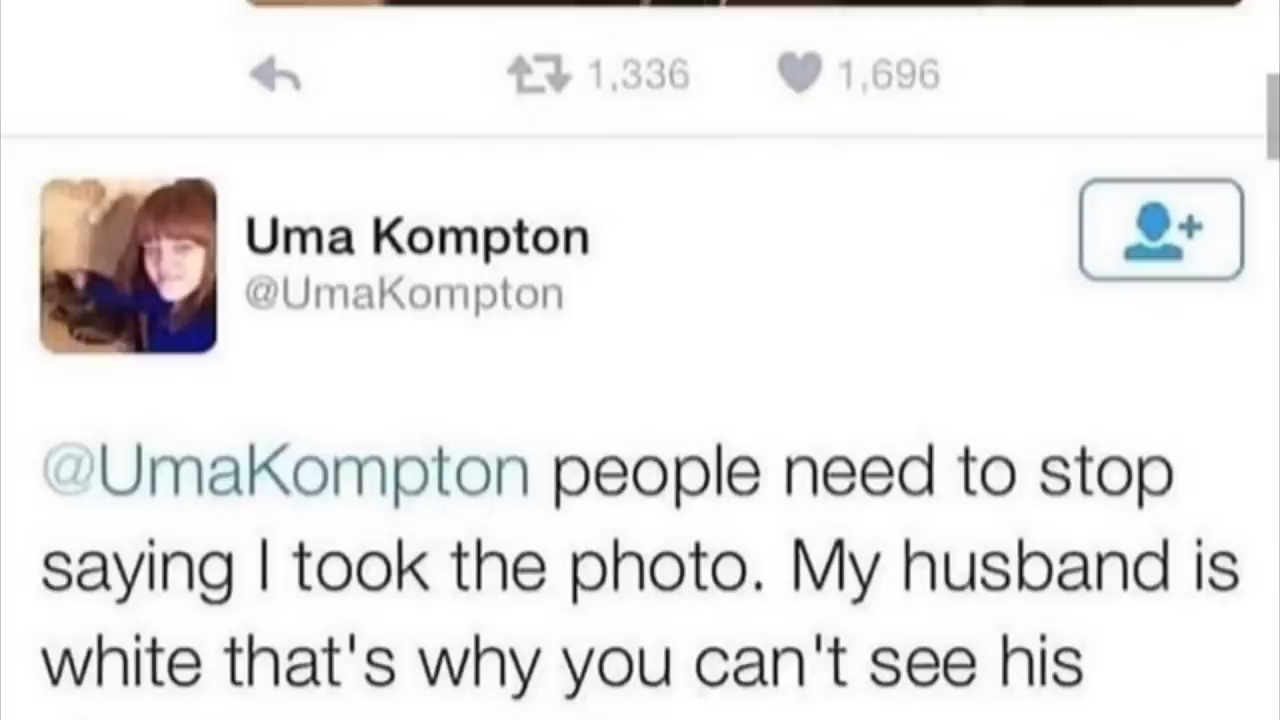 1,336 1,696
Uma Kompton
@UmaKompton
@UmaKompton people need to stop
saying I took the photo. My husband is
white that's why you can't see his